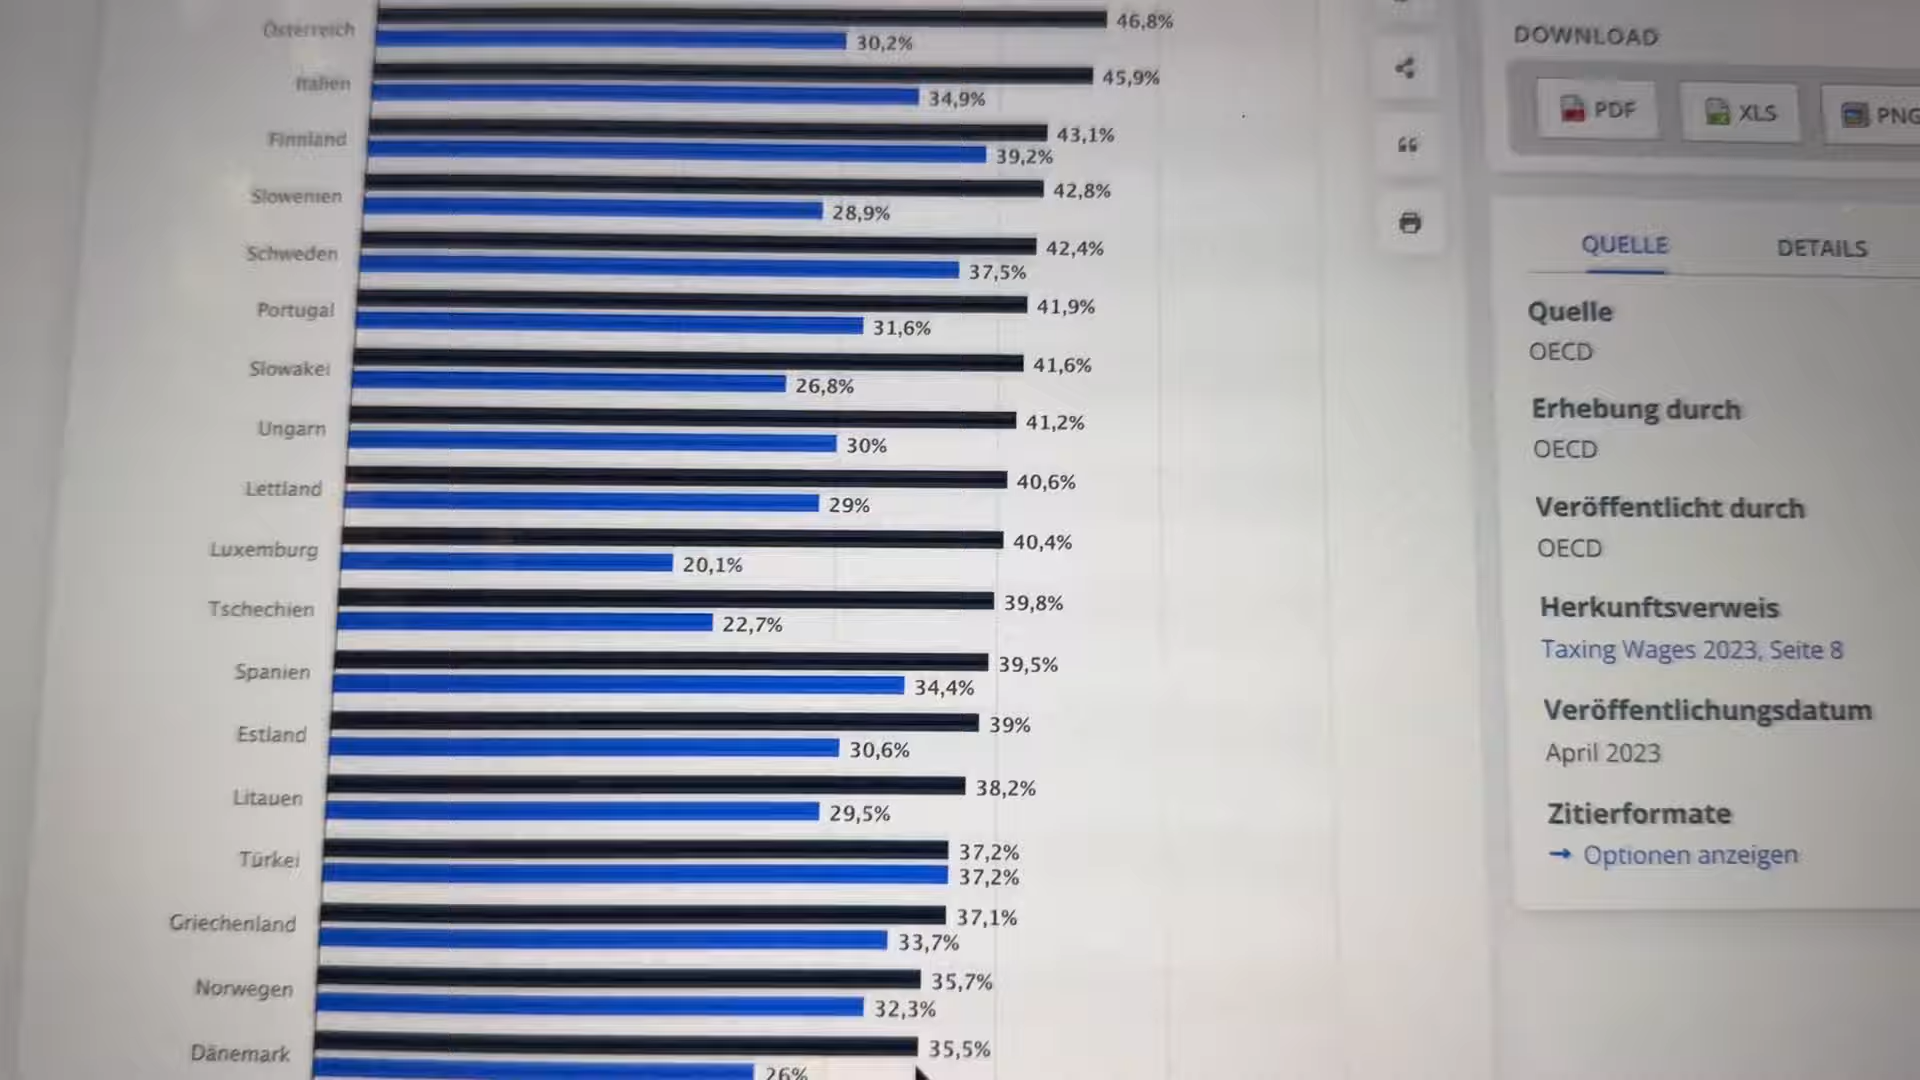 Österreich
46,8%
30,2%
Italien
45,9%
34,9%
Finnland
43,1%
39,2%
Slowenien
42,8%
28,9%
Schweden
42,4%
37,5%
Portugal
41,9%
31,6%
Slowakei
41,6%
26,8%
Ungarn
41,2%
30%
Lettland
40,6%
29%
Luxemburg
40,4%
20,1%
Tschechien
39,8%
22,7%
Spanien
39,5%
34,4%
Estland
39%
30,6%
Litauen
38,2%
29,5%
Türkei
37,2%
37,2%
Griechenland
37,1%
33,7%
Norwegen
35,7%
32,3%
Dänemark
35,5%
26%
DOWNLOAD
PDF XLS PNG
QUELLE DETAILS
Quelle
OECD
Erhebung durch
OECD
Veröffentlicht durch
OECD
Herkunftsverweis
Taxing Wages 2023, Seite 8
Veröffentlichungsdatum
April 2023
Zitierformate
→ Optionen anzeigen